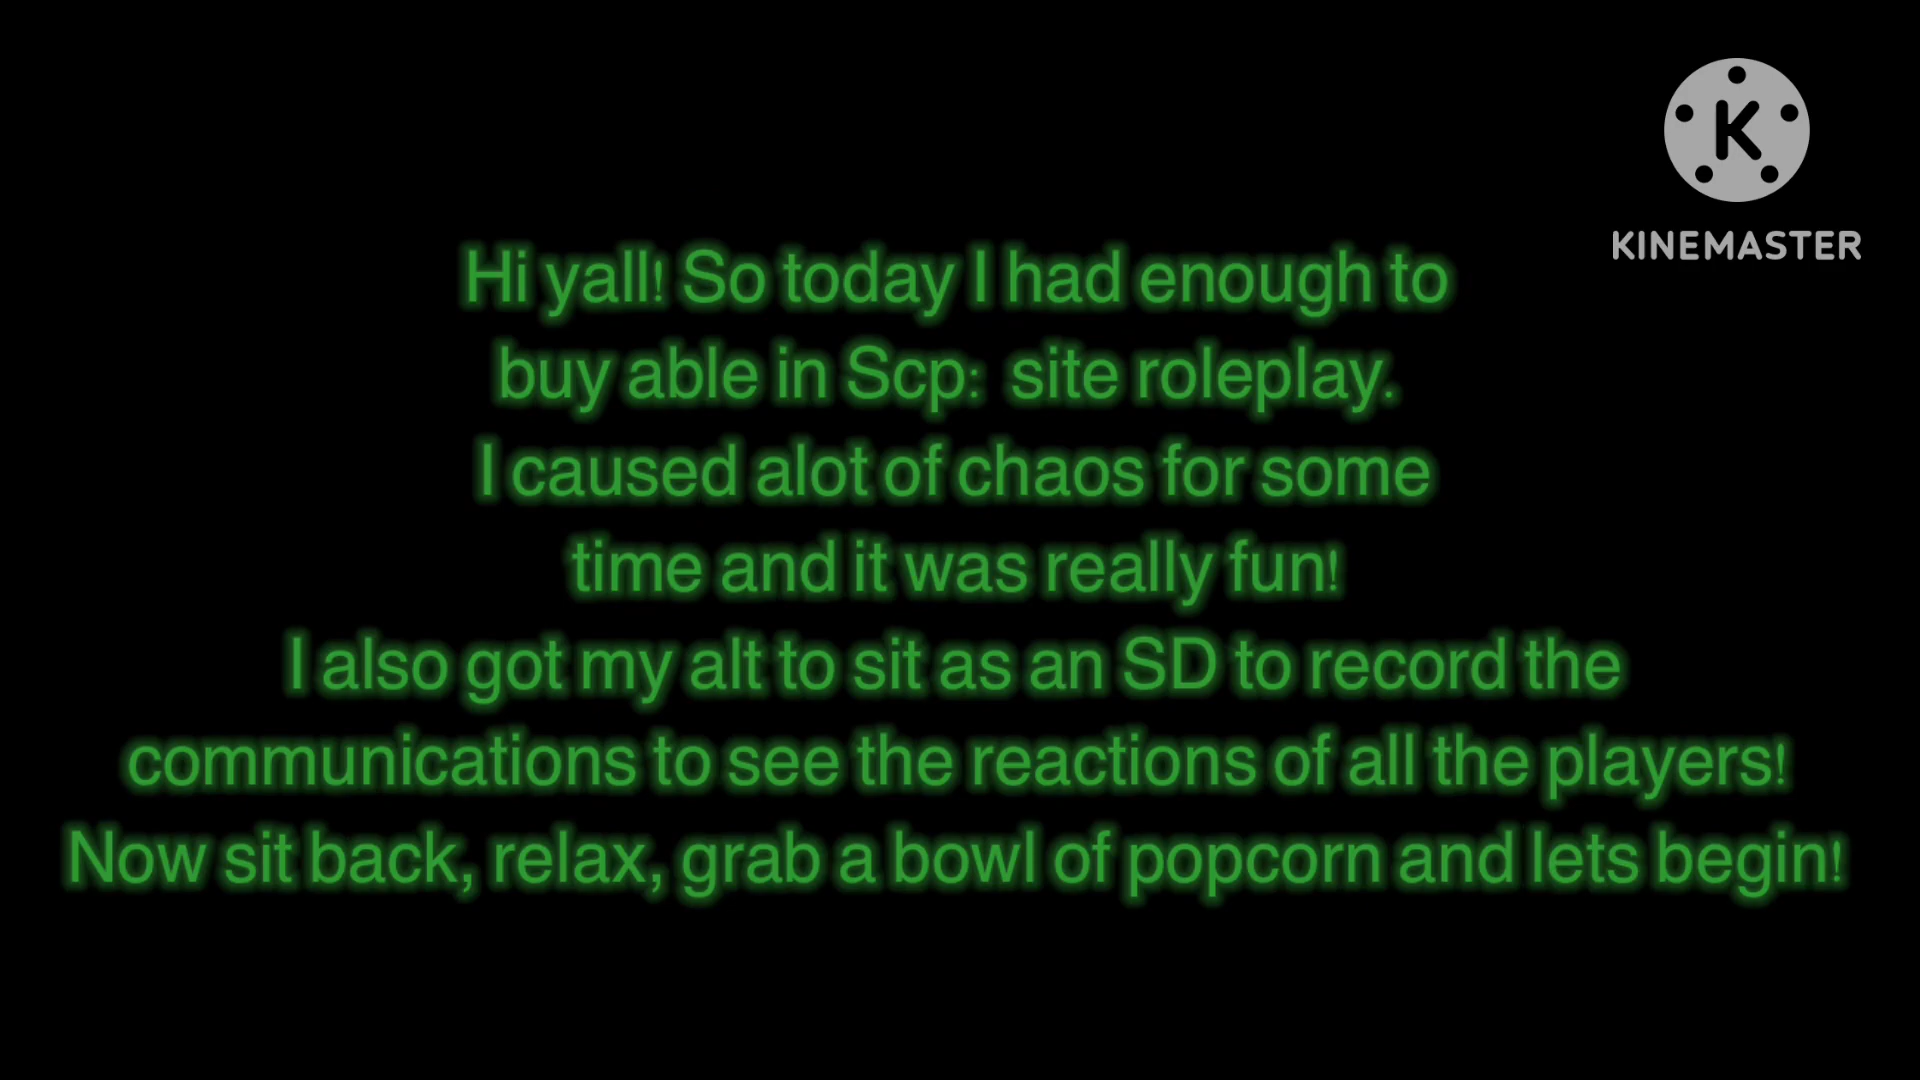 K
KINEMASTER
Hi yall! So today I had enough to
buy able in Scp:  site roleplay.
I caused alot of chaos for some
time and it was really fun!
I also got my alt to sit as an SD to record the
communications to see the reactions of all the players!
Now sit back, relax, grab a bowl of popcorn and lets begin!